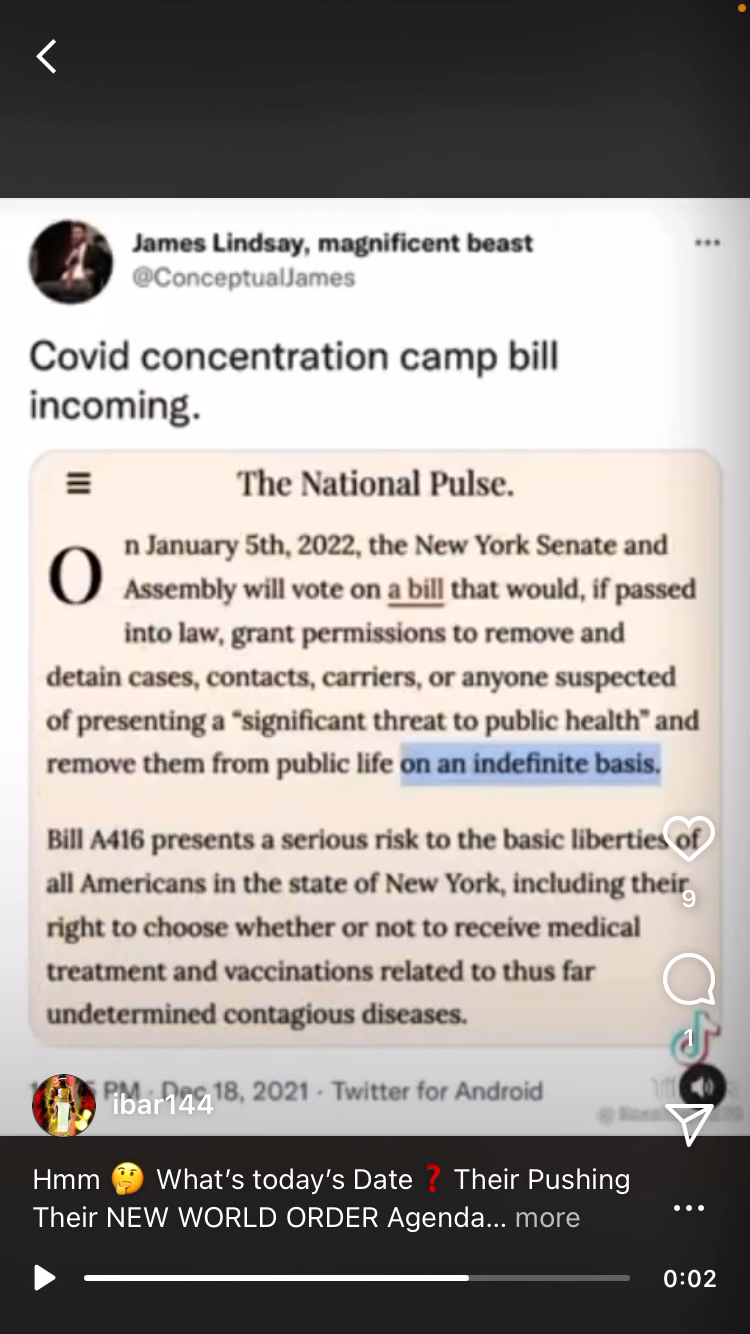 James Lindsay, magnificent beast
@ConceptualJames
Covid concentration camp bill
incoming.
The National Pulse.
On January 5th, 2022, the New York Senate and
Assembly will vote on a bill that would, if passed
into law, grant permissions to remove and
detain cases, contacts, carriers, or anyone suspected
of presenting a “significant threat to public health” and
remove them from public life on an indefinite basis.
Bill A416 presents a serious risk to the basic liberties of
all Americans in the state of New York, including their
9
right to choose whether or not to receive medical
treatment and vaccinations related to thus far
undetermined contagious diseases.
1
PM · Dec 18, 2021 · Twitter for Android
ibar144
Hmm 🤔 What’s today’s Date ❓ Their Pushing
Their NEW WORLD ORDER Agenda... more
0:02